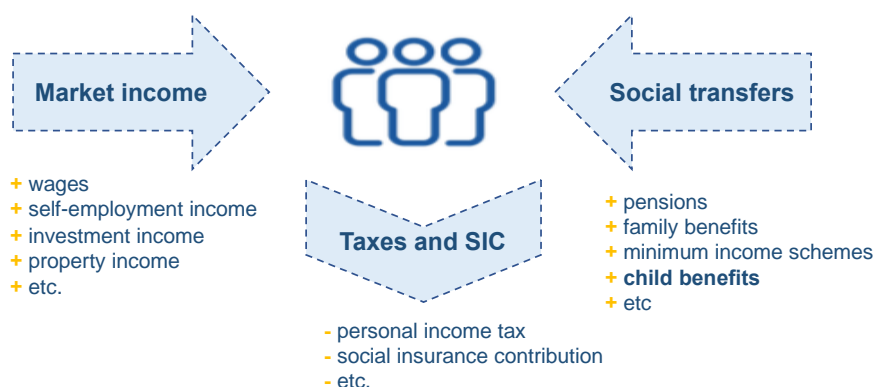 Market income
+ wages
+ self-employment income
+ investment income
+ property income
+ etc.
Taxes and SIC
- personal income tax
- social insurance contribution
- etc.
Social transfers
+ pensions
+ family benefits
+ minimum income schemes
+ child benefits
+ etc